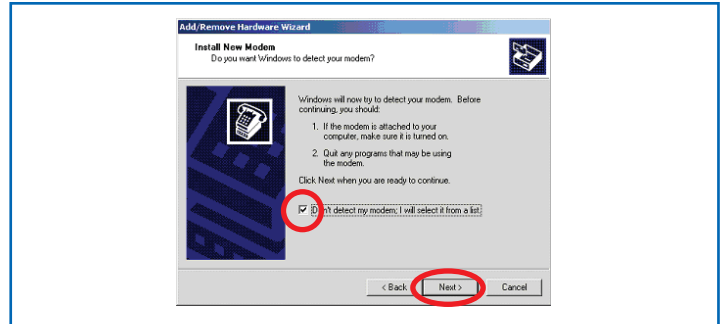 Add/Remove Hardware Wizard
Install New Modem
Do you want Windows to detect your modem?
Windows will now try to detect your modem. Before
continuing, you should:
1. If the modem is attached to your
computer, make sure it is turned on.
2. Quit any programs that may be using
the modem.
Click Next when you are ready to continue.
Don't detect my modem; I will select it from a list.
< Back
Next >
Cancel